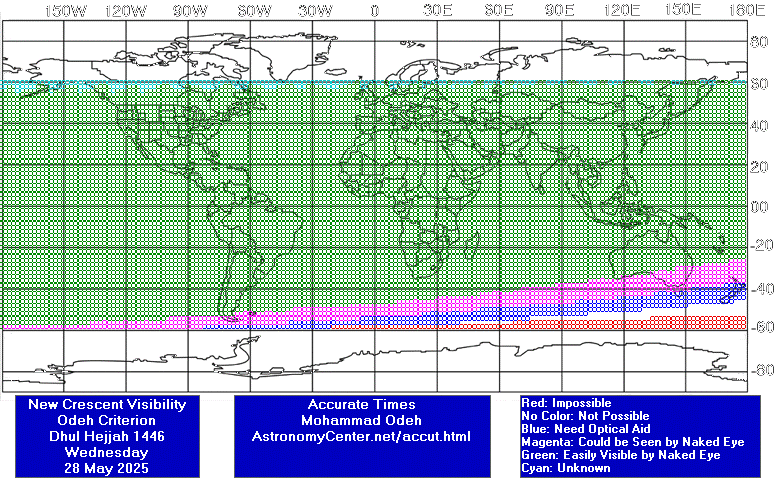 150W 120W 90W 60W 30W 0 30E 60E 90E 120E 150E 180E
80
60
40
20
00
-20
-40
-60
-80
New Crescent Visibility
Odeh Criterion
Dhul Hejjah 1446
Wednesday
28 May 2025
Accurate Times
Mohammad Odeh
AstronomyCenter.net/accut.html
Red: Impossible
No Color: Not Possible
Blue: Need Optical Aid
Magenta: Could be Seen by Naked Eye
Green: Easily Visible by Naked Eye
Cyan: Unknown